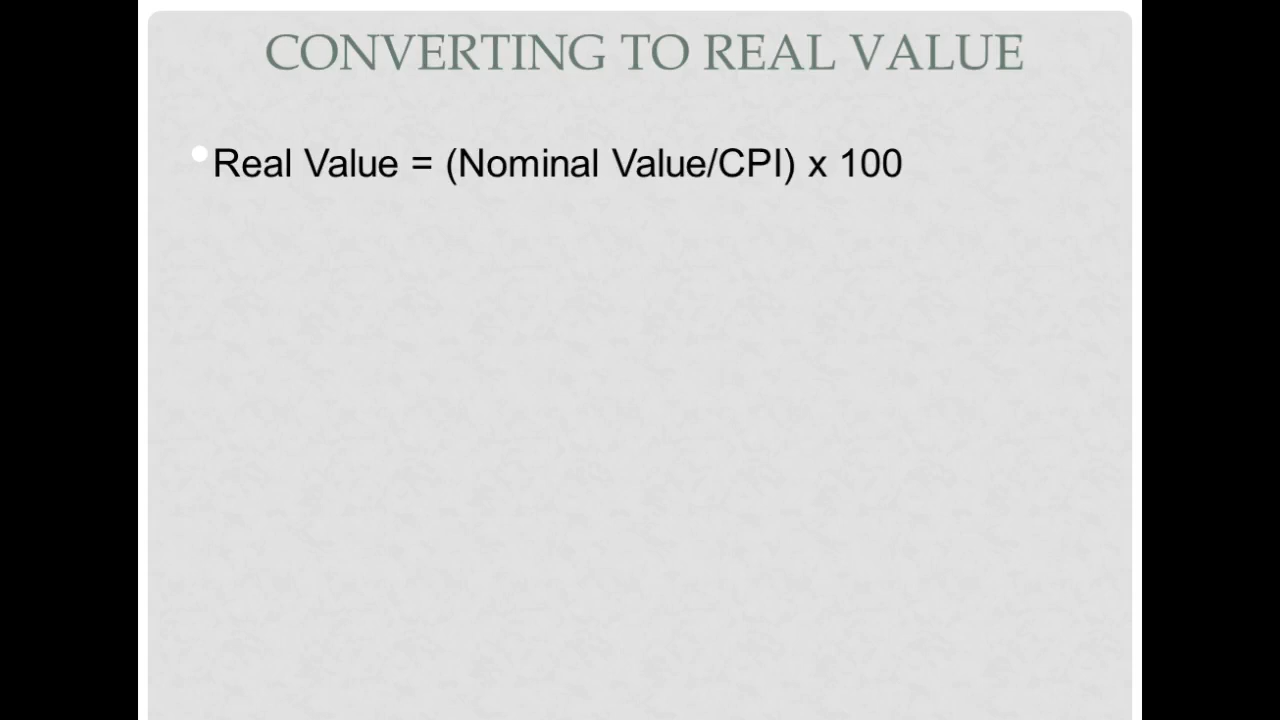 CONVERTING TO REAL VALUE
Real Value = (Nominal Value/CPI) x 100